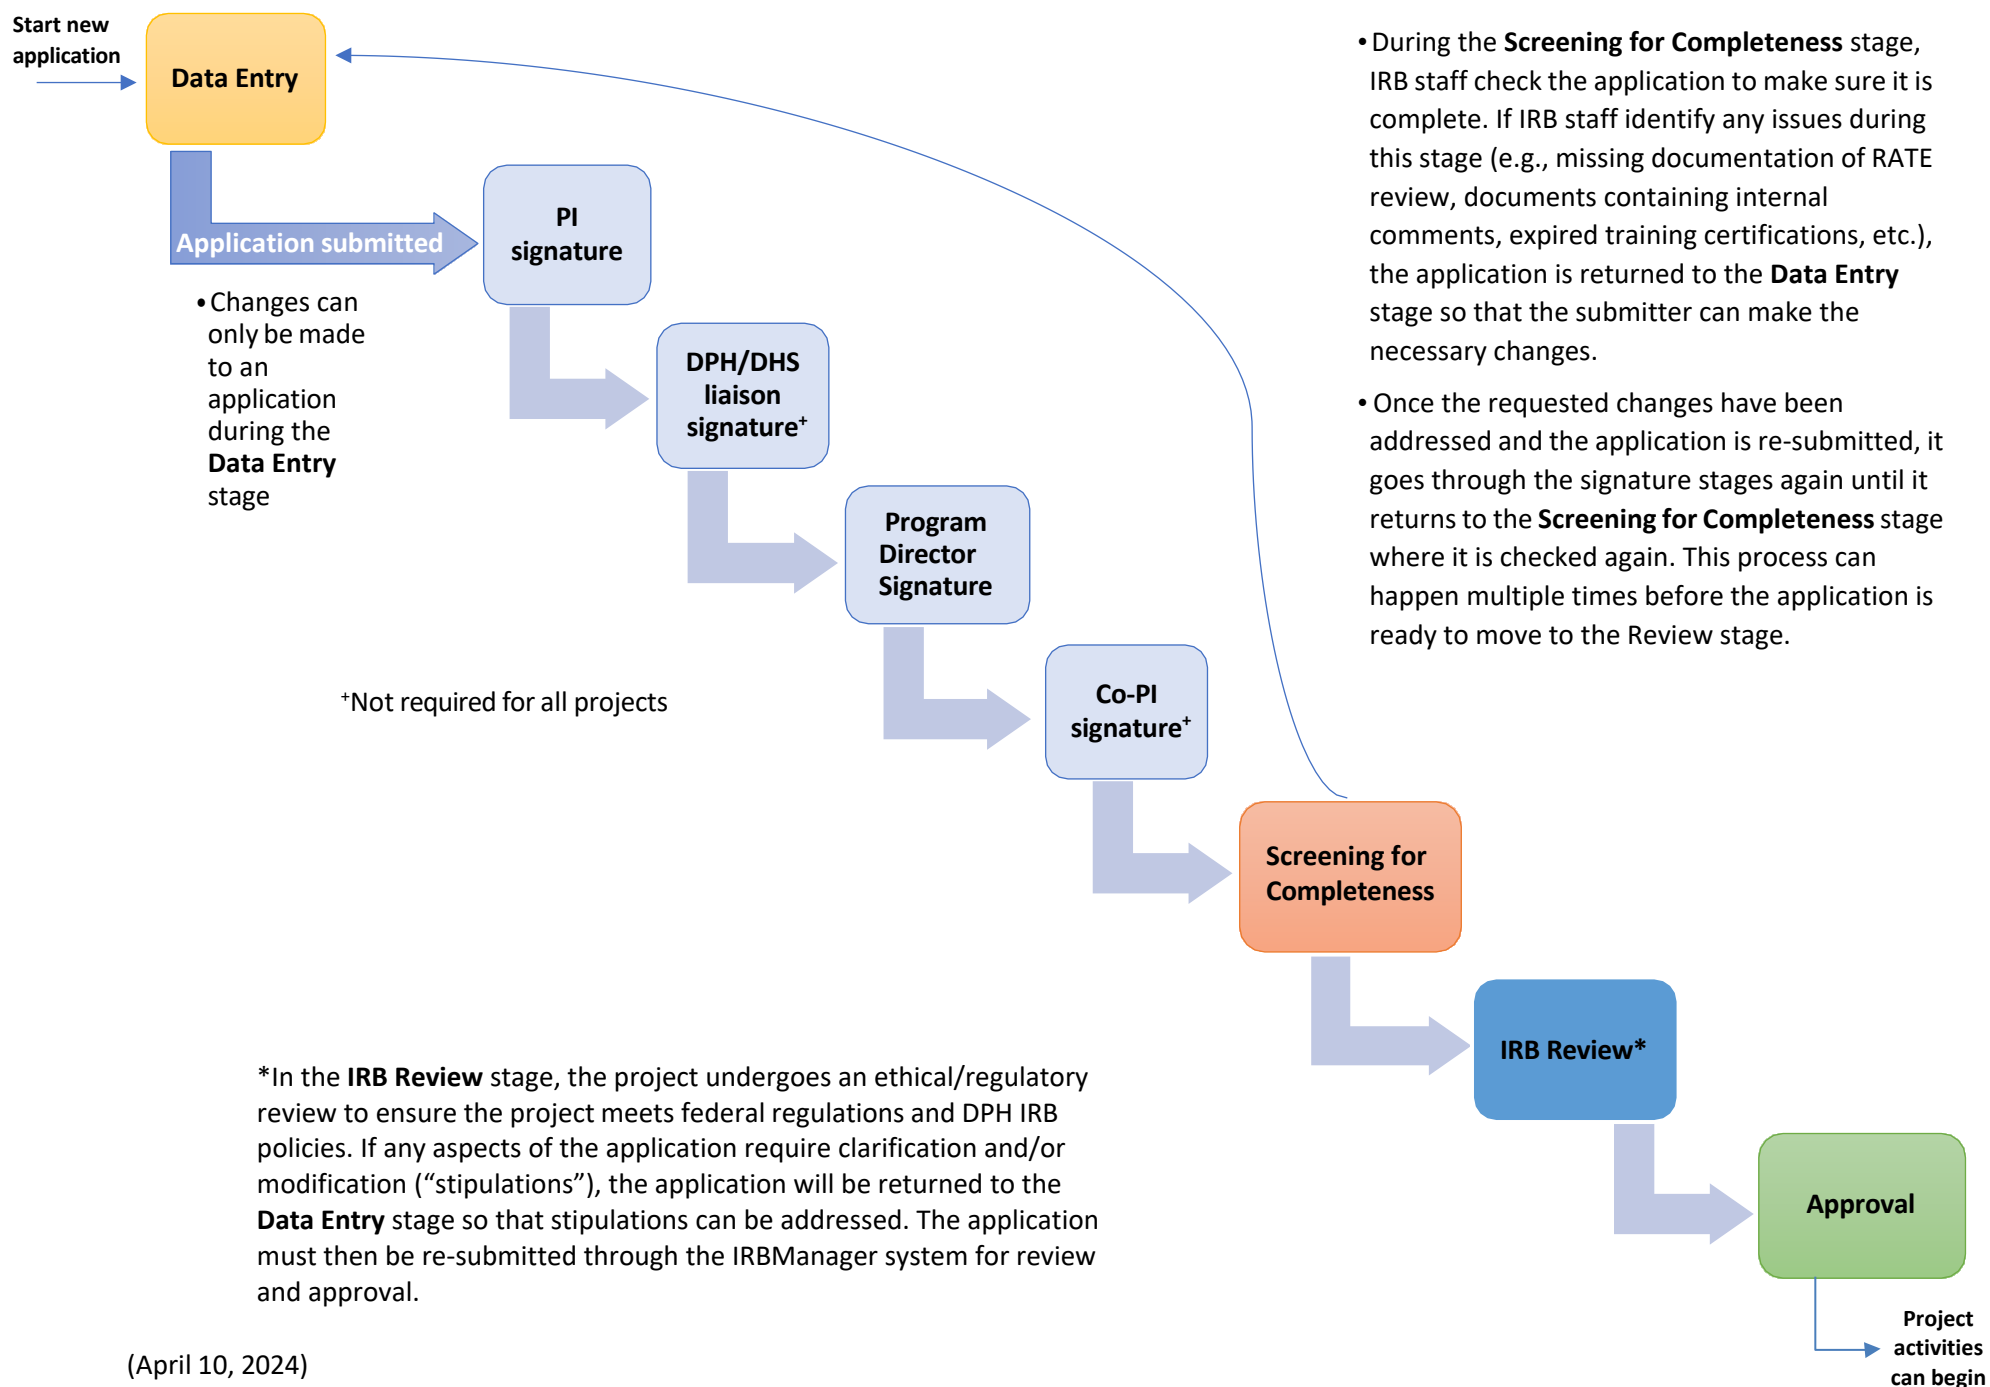 Start new
application
Data Entry
Application submitted
• Changes can
only be made
to an
application
during the
Data Entry
stage
PI
signature
DPH/DHS
liaison
signature⁺
Program
Director
Signature
⁺Not required for all projects
Co-PI
signature⁺
Screening for
Completeness
• During the Screening for Completeness stage,
IRB staff check the application to make sure it is
complete. If IRB staff identify any issues during
this stage (e.g., missing documentation of RATE
review, documents containing internal
comments, expired training certifications, etc.),
the application is returned to the Data Entry
stage so that the submitter can make the
necessary changes.
• Once the requested changes have been
addressed and the application is re-submitted, it
goes through the signature stages again until it
returns to the Screening for Completeness stage
where it is checked again. This process can
happen multiple times before the application is
ready to move to the Review stage.
IRB Review*
*In the IRB Review stage, the project undergoes an ethical/regulatory
review to ensure the project meets federal regulations and DPH IRB
policies. If any aspects of the application require clarification and/or
modification (“stipulations”), the application will be returned to the
Data Entry stage so that stipulations can be addressed. The application
must then be re-submitted through the IRBManager system for review
and approval.
Approval
Project
activities
can begin
(April 10, 2024)